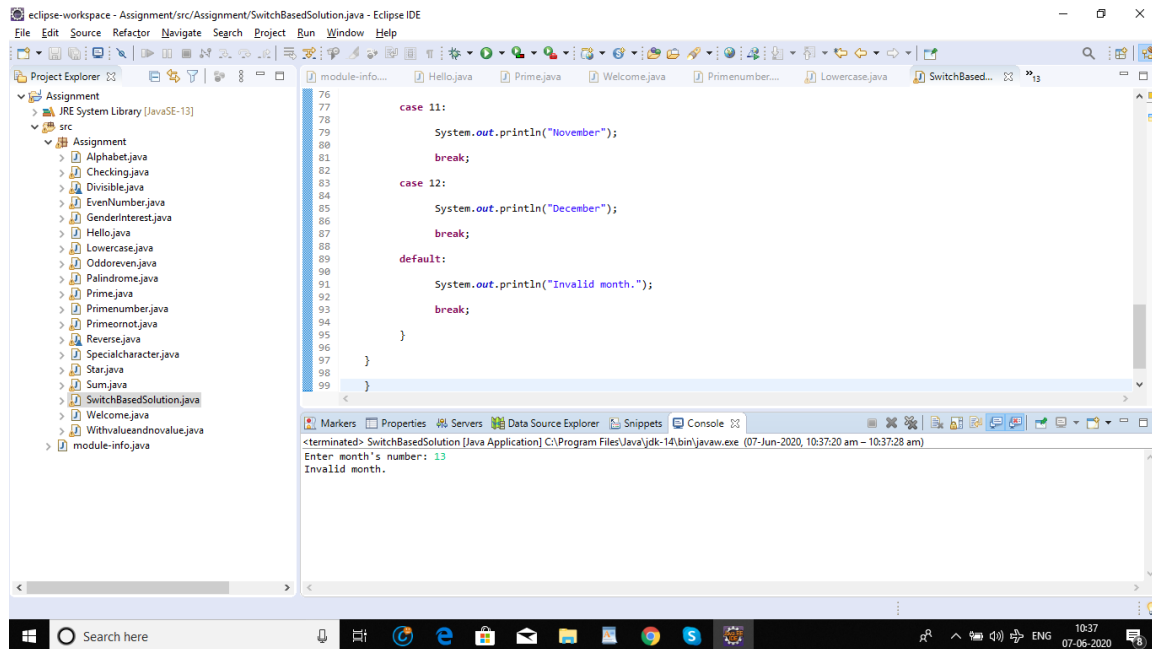 eclipse-workspace - Assignment/src/Assignment/SwitchBasedSolution.java - Eclipse IDE
File Edit Source Refactor Navigate Search Project Run Window Help
Project Explorer
module-info.... Hello.java Prime.java Welcome.java Primenumber.... Lowercase.java SwitchBased... »13
Assignment
JRE System Library [JavaSE-13]
src
Assignment
Alphabet.java
Checking.java
Divisible.java
EvenNumber.java
GenderInterest.java
Hello.java
Lowercase.java
Oddoreven.java
Palindrome.java
Prime.java
Primenumber.java
Primeornot.java
Reverse.java
Specialcharacter.java
Star.java
Sum.java
SwitchBasedSolution.java
Welcome.java
Withvalueandnovalue.java
module-info.java
76
77 case 11:
78
79 System.out.println("November");
80
81 break;
82
83 case 12:
84
85 System.out.println("December");
86
87 break;
88
89 default:
90
91 System.out.println("Invalid month.");
92
93 break;
94
95 }
96
97 }
98
99 }
Markers Properties Servers Data Source Explorer Snippets Console
<terminated> SwitchBasedSolution [Java Application] C:\Program Files\Java\jdk-14\bin\javaw.exe (07-Jun-2020, 10:37:20 am – 10:37:28 am)
Enter month's number: 13
Invalid month.
Search here
ENG
10:37
07-06-2020
8